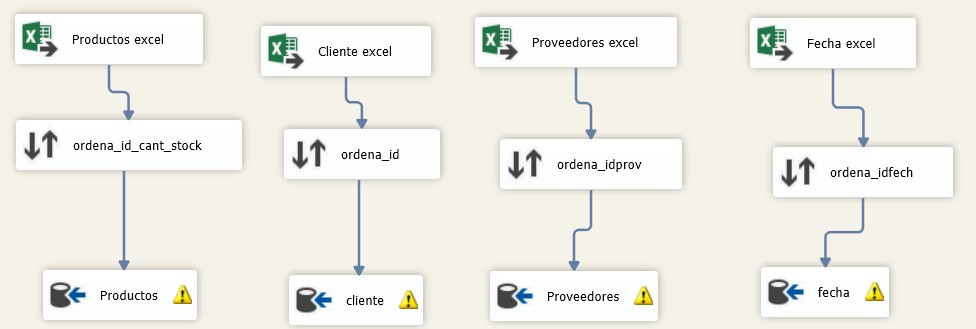 Productos excel
Cliente excel
Proveedores excel
Fecha excel
ordena_id_cant_stock
ordena_id
ordena_idprov
ordena_idfech
Productos
cliente
Proveedores
fecha